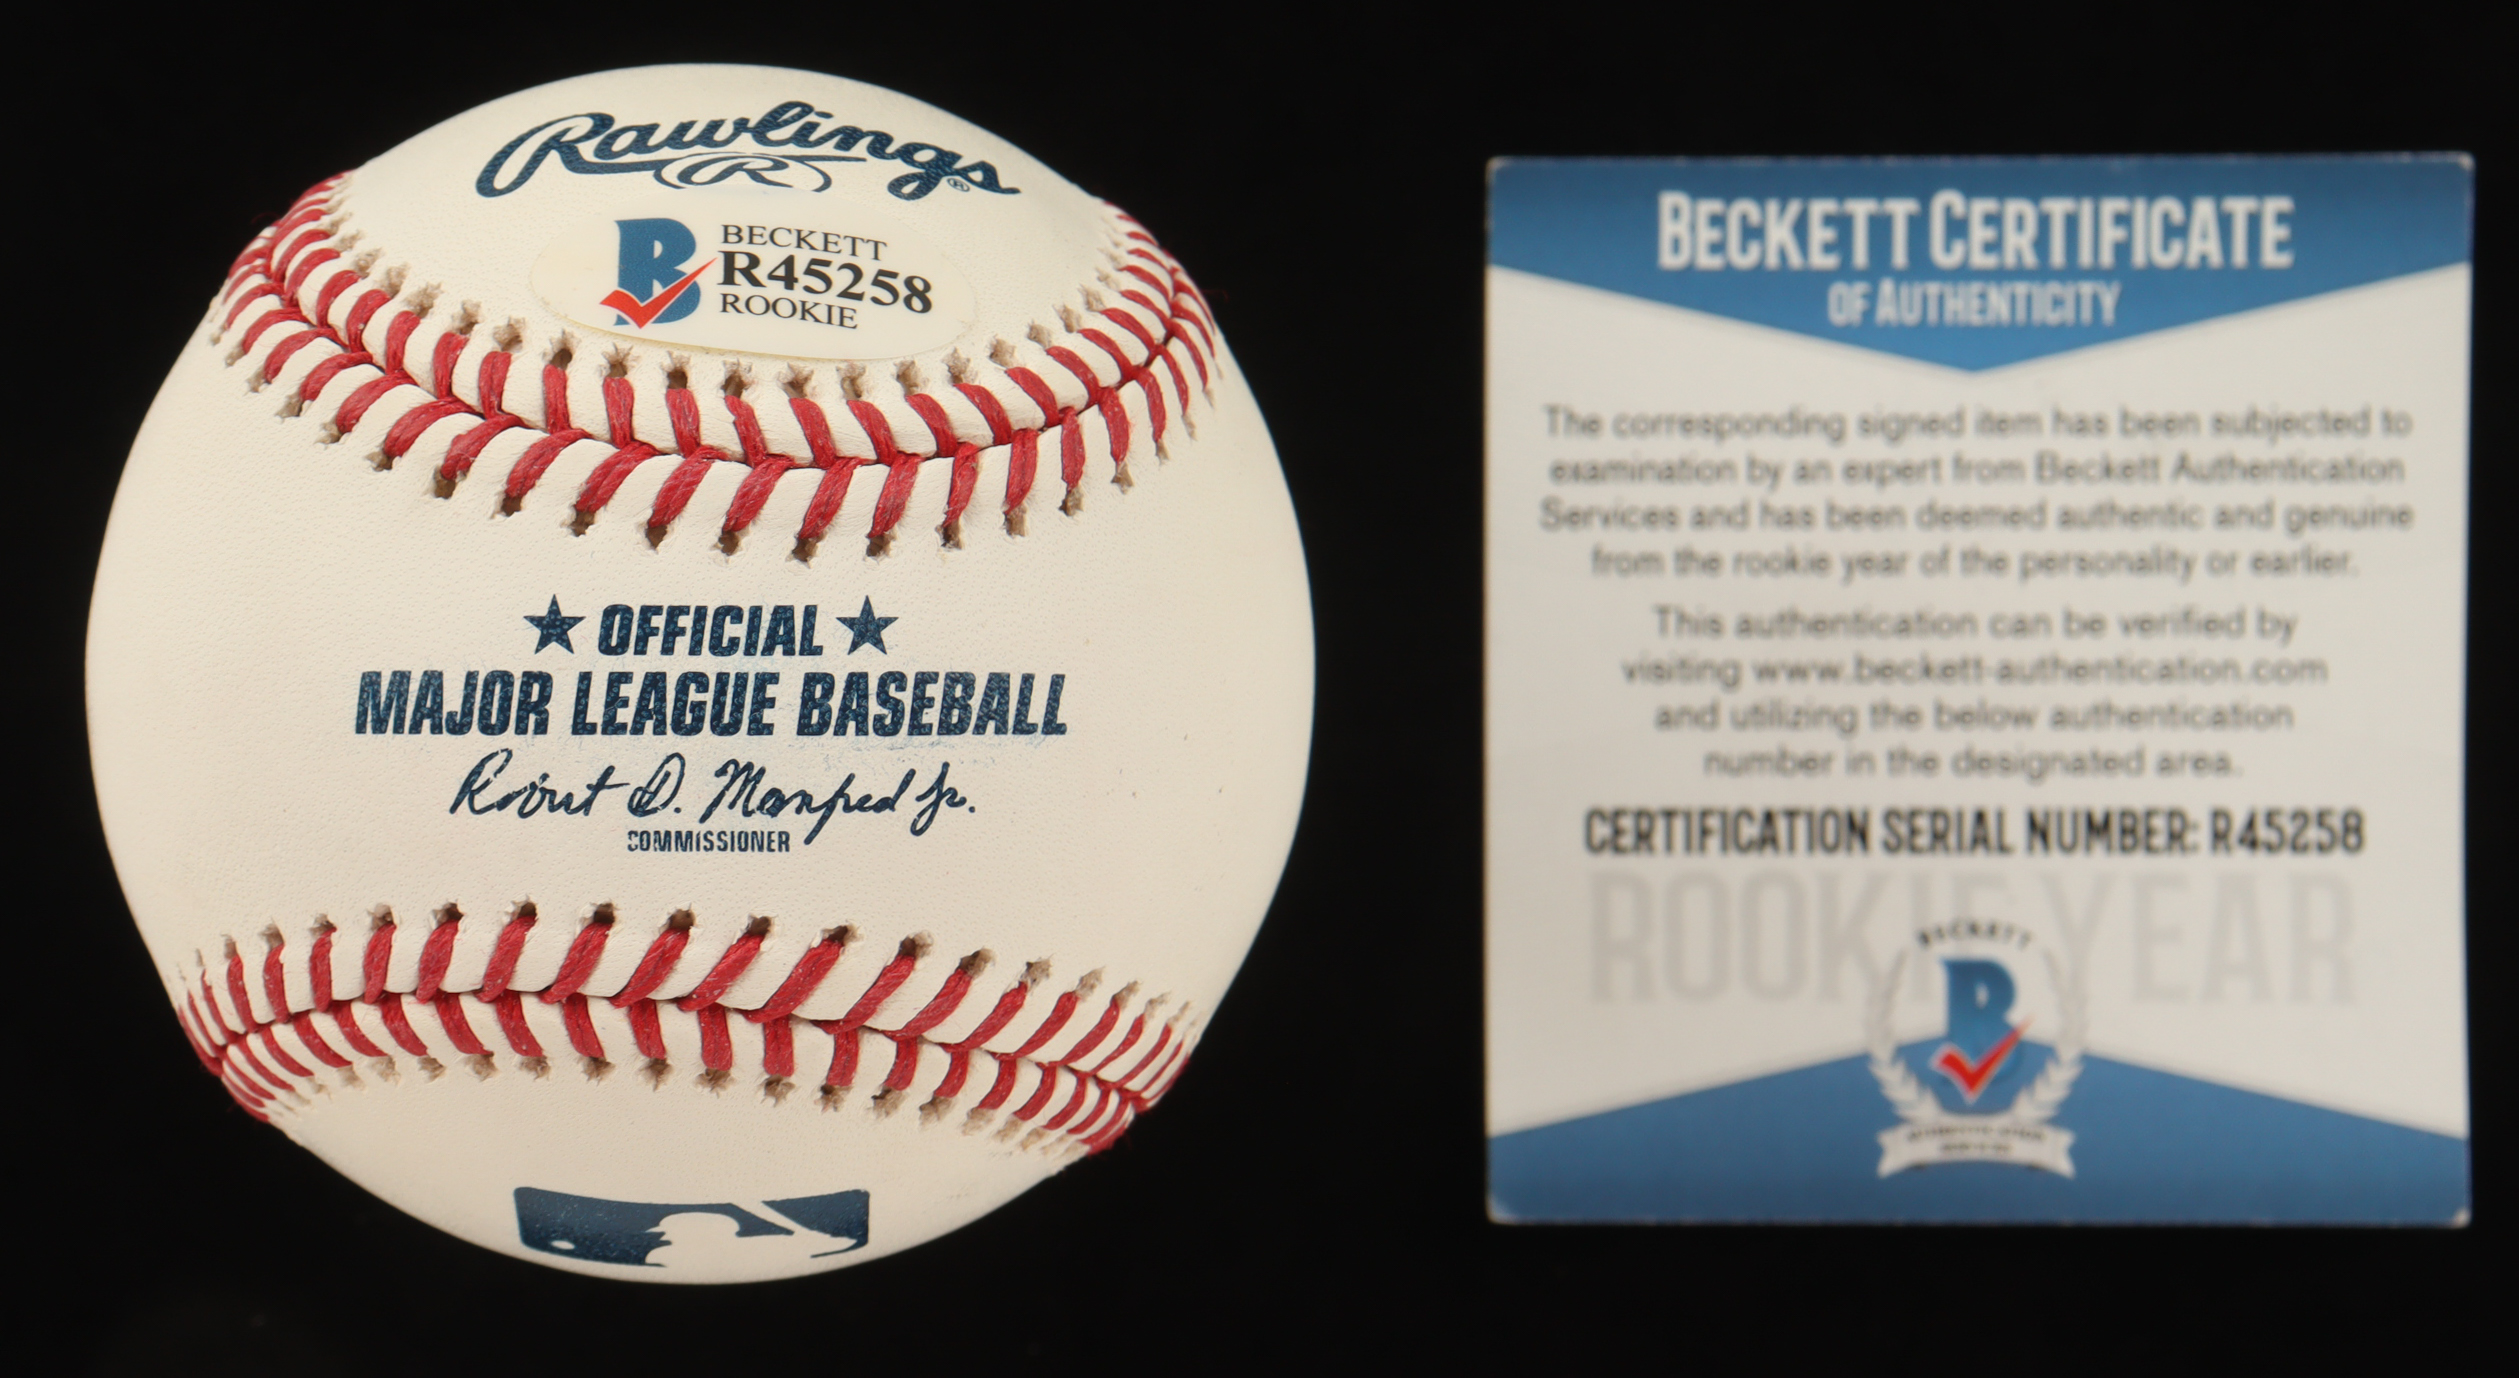 Rawlings
R
®
BECKETT
R45258
ROOKIE
★ OFFICIAL ★
MAJOR LEAGUE BASEBALL
Robert D. Manfred Jr.
COMMISSIONER
BECKETT CERTIFICATE
OF AUTHENTICITY
The corresponding signed item has been subjected to
examination by an expert from Beckett Authentication
Services and has been deemed authentic and genuine
from the rookie year of the personality or earlier.
This authentication can be verified by
visiting www.beckett-authentication.com
and utilizing the below authentication
number in the designated area.
CERTIFICATION SERIAL NUMBER: R45258
ROOKIE YEAR
BECKETT
B